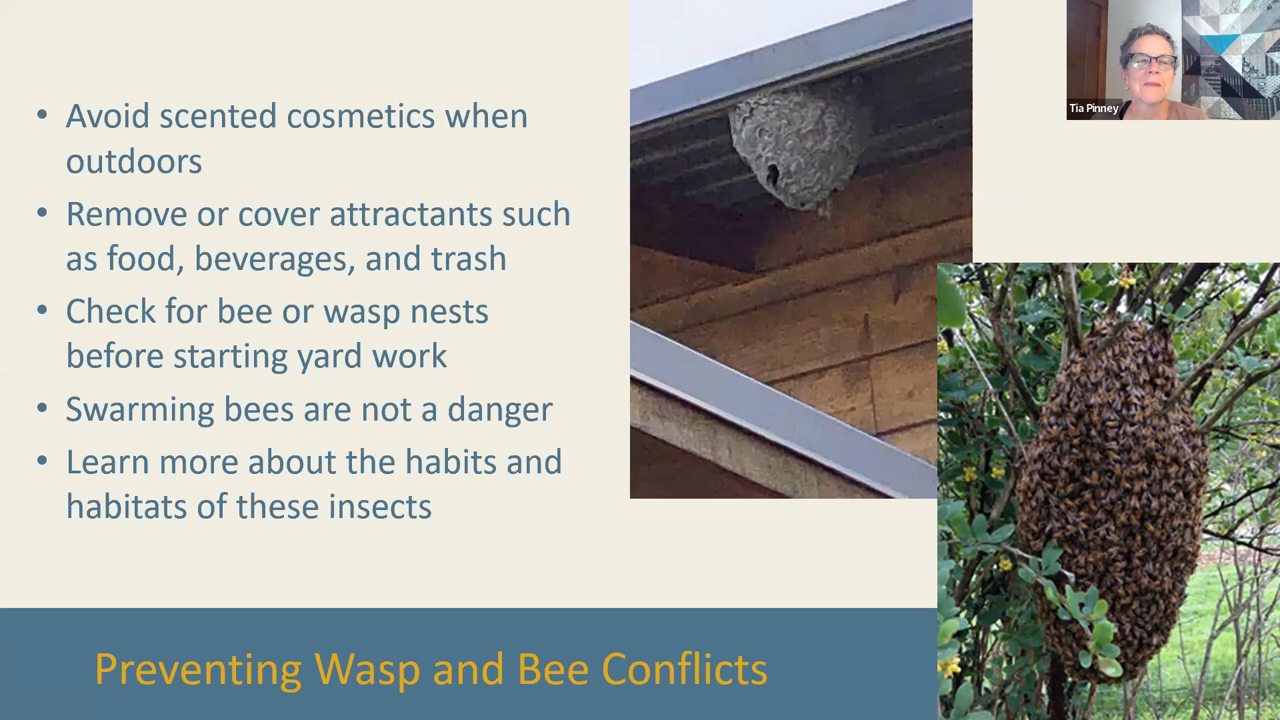 • Avoid scented cosmetics when
outdoors
• Remove or cover attractants such
as food, beverages, and trash
• Check for bee or wasp nests
before starting yard work
• Swarming bees are not a danger
• Learn more about the habits and
habitats of these insects
Preventing Wasp and Bee Conflicts
Tia Pinney